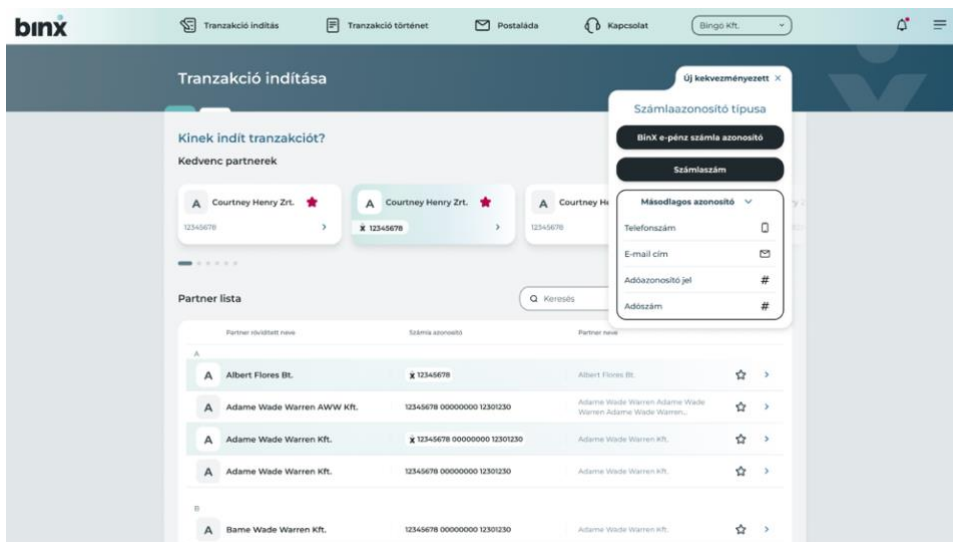 binx
Tranzakció indítás
Tranzakció történet
Postaláda
Kapcsolat
Bingó Kft.
Tranzakció indítása
Új kekvezményezett ×
Számlaazonosító típusa
BinX e-pénz számla azonosító
Számlaszám
Másodlagos azonosító
Telefonszám
E-mail cím
Adóazonosító jel #
Adószám #
Kinek indít tranzakciót?
Kedvenc partnerek
A Courtney Henry Zrt.
12345678
A Courtney Henry Zrt.
12345678
A Courtney He
12345678
Partner lista
Keresés
Partner rövidített neve Számla azonosító Partner neve
A
A Albert Flores Bt. 12345678 Albert Flores Bt.
A Adame Wade Warren AWW Kft. 12345678 00000000 12301230 Adame Wade Warren Adame Wade
Warren Adame Wade Warren...
A Adame Wade Warren Kft. 12345678 00000000 12301230 Adame Wade Warren Kft.
A Adame Wade Warren Kft. 12345678 00000000 12301230 Adame Wade Warren Kft.
B
A Bame Wade Warren Kft. 12345678 00000000 12301230 Adame Wade Warren Kft.